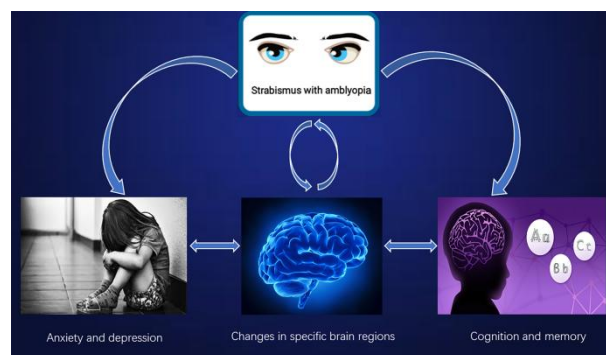 Strabismus with amblyopia
Aa
Cc
Bb
Anxiety and depression
Changes in specific brain regions
Cognition and memory